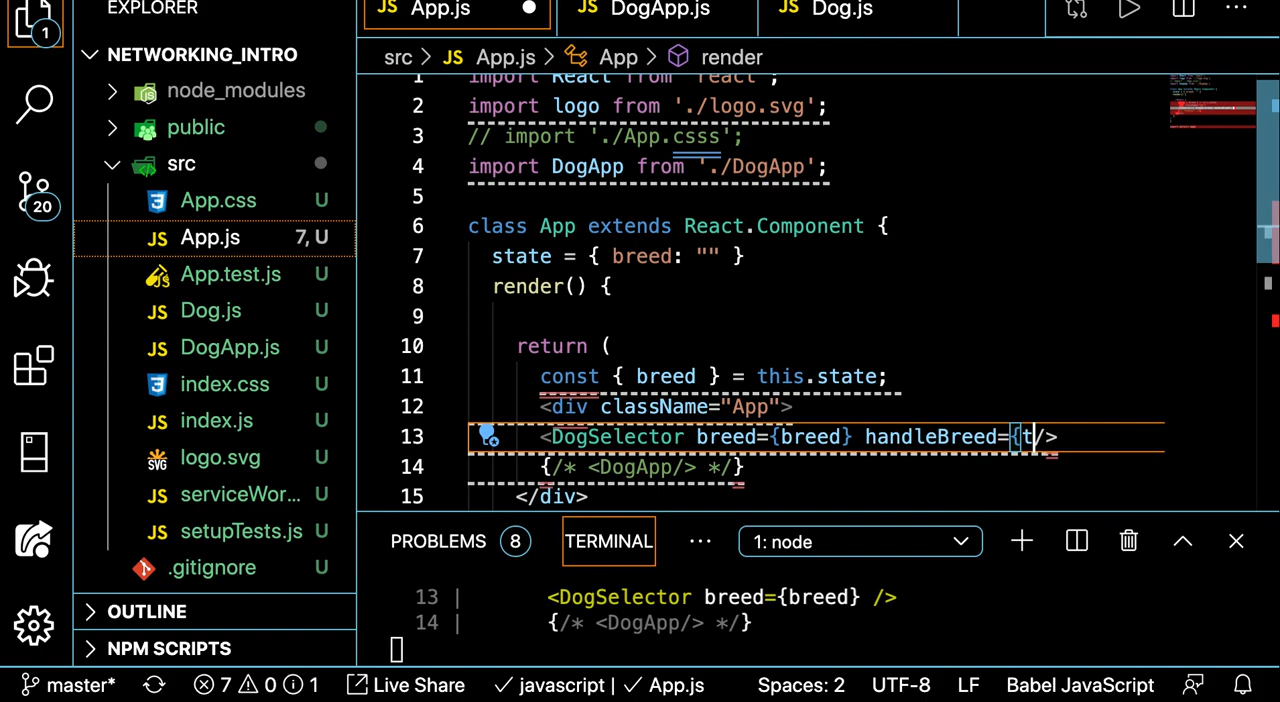 EXPLORER
App.js
DogApp.js
Dog.js
1
NETWORKING_INTRO
node_modules
public
src
App.css U
App.js 7, U
App.test.js U
Dog.js U
DogApp.js U
index.css U
index.js U
logo.svg U
serviceWor... U
setupTests.js U
.gitignore U
OUTLINE
NPM SCRIPTS
20
src > JS App.js > App > render
1 import React from 'react';
2 import logo from './logo.svg';
3 // import './App.csss';
4 import DogApp from './DogApp';
5
6 class App extends React.Component {
7 state = { breed: "" }
8 render() {
9
10 return (
11 const { breed } = this.state;
12 <div className="App">
13 <DogSelector breed={breed} handleBreed={t/>
14 {/* <DogApp/> */}
15 </div>
PROBLEMS 8 TERMINAL ... 1: node
13 | <DogSelector breed={breed} />
14 | {/* <DogApp/> */}
master* 7 0 1 Live Share javascript | App.js Spaces: 2 UTF-8 LF Babel JavaScript